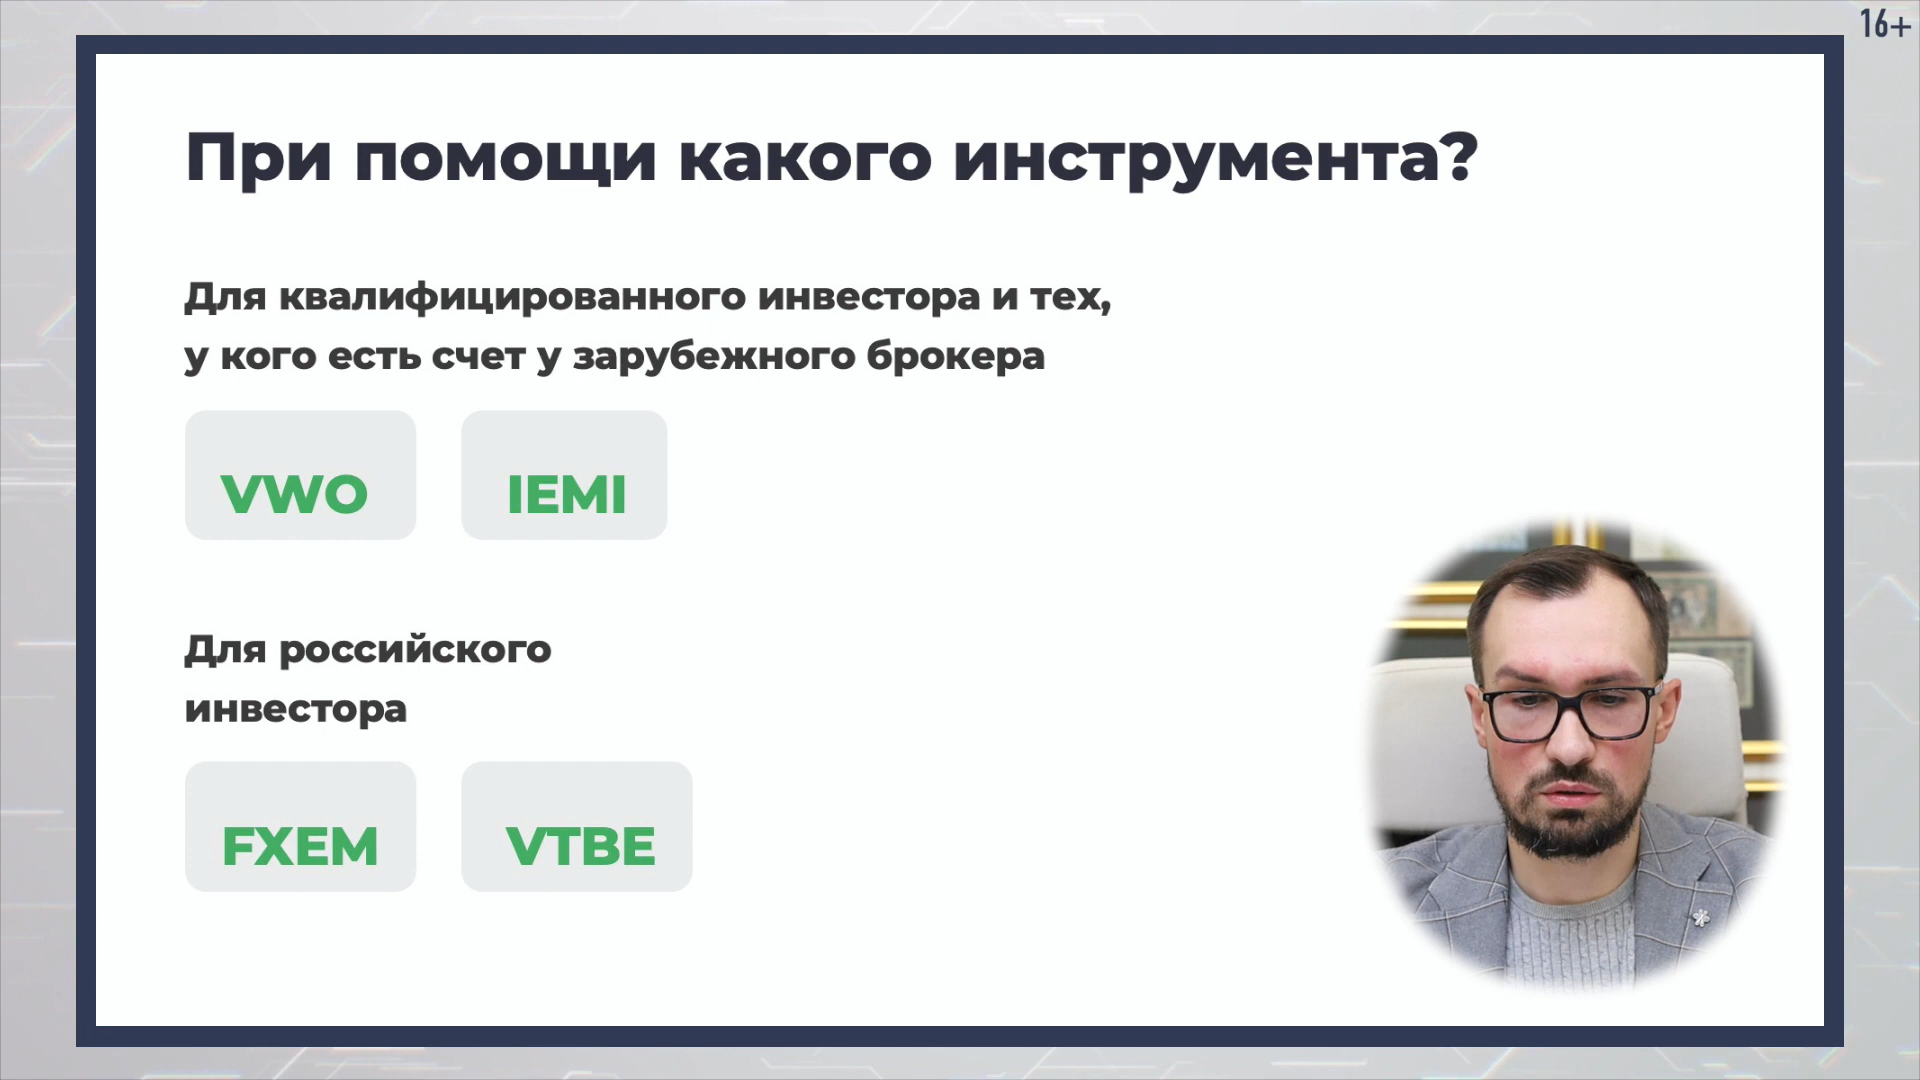 16+
При помощи какого инструмента?
Для квалифицированного инвестора и тех,
у кого есть счет у зарубежного брокера
VWO IEMI
Для российского
инвестора
FXEM VTBE